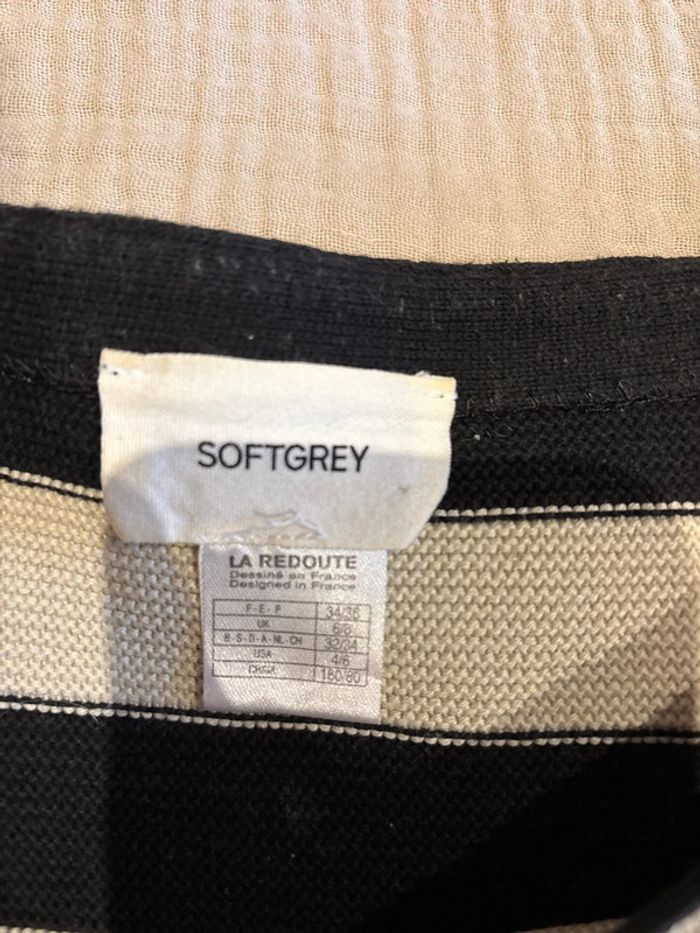 SOFTGREY
LA REDOUTE
Dessiné en France
Designed in France
F-E-P 34/36
UK 6/8
B-S-D-A-NL-CH 32/34
USA 4/6
CHINA 160/80